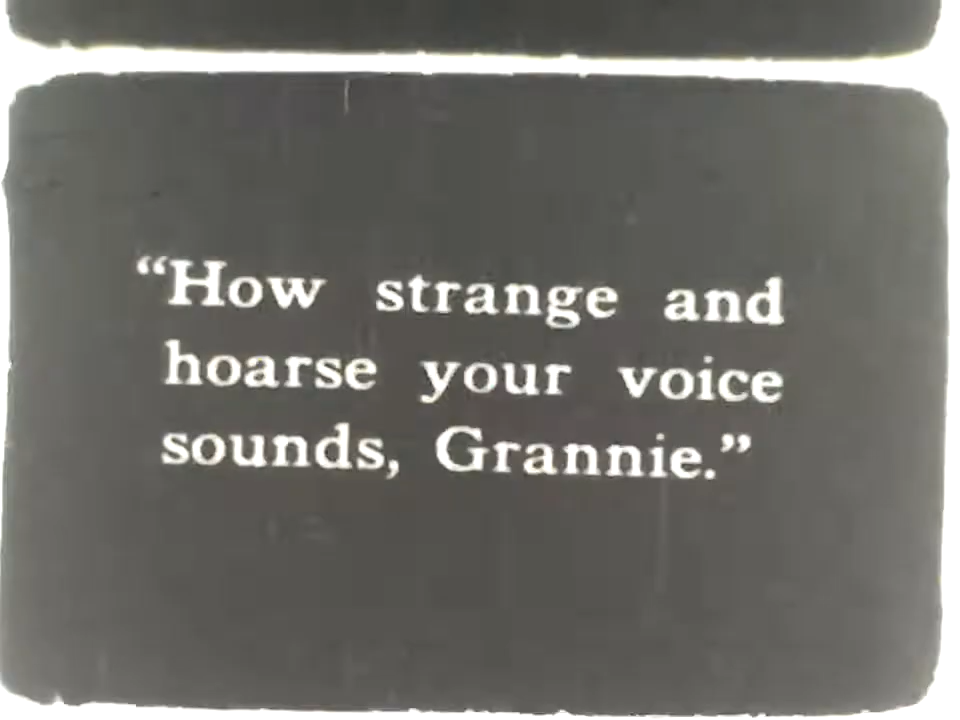 “How strange and
hoarse your voice
sounds, Grannie.”